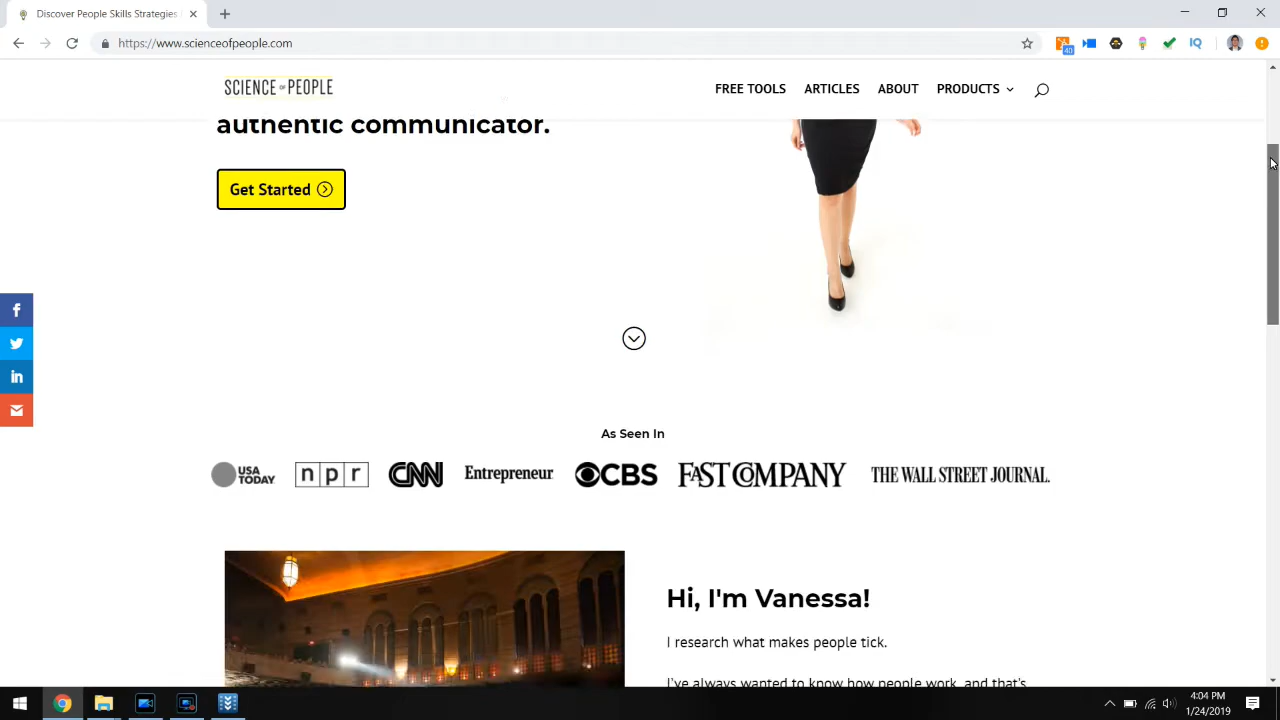 Discover People Skills Strategies
https://www.scienceofpeople.com
40
IQ
SCIENCE OF PEOPLE
FREE TOOLS
ARTICLES
ABOUT
PRODUCTS
authentic communicator.
Get Started
As Seen In
USA TODAY
npr
CNN
Entrepreneur
CBS
FAST COMPANY
THE WALL STREET JOURNAL.
Hi, I'm Vanessa!
I research what makes people tick.
I've always wanted to know how people work, and that's
4:04 PM
1/24/2019